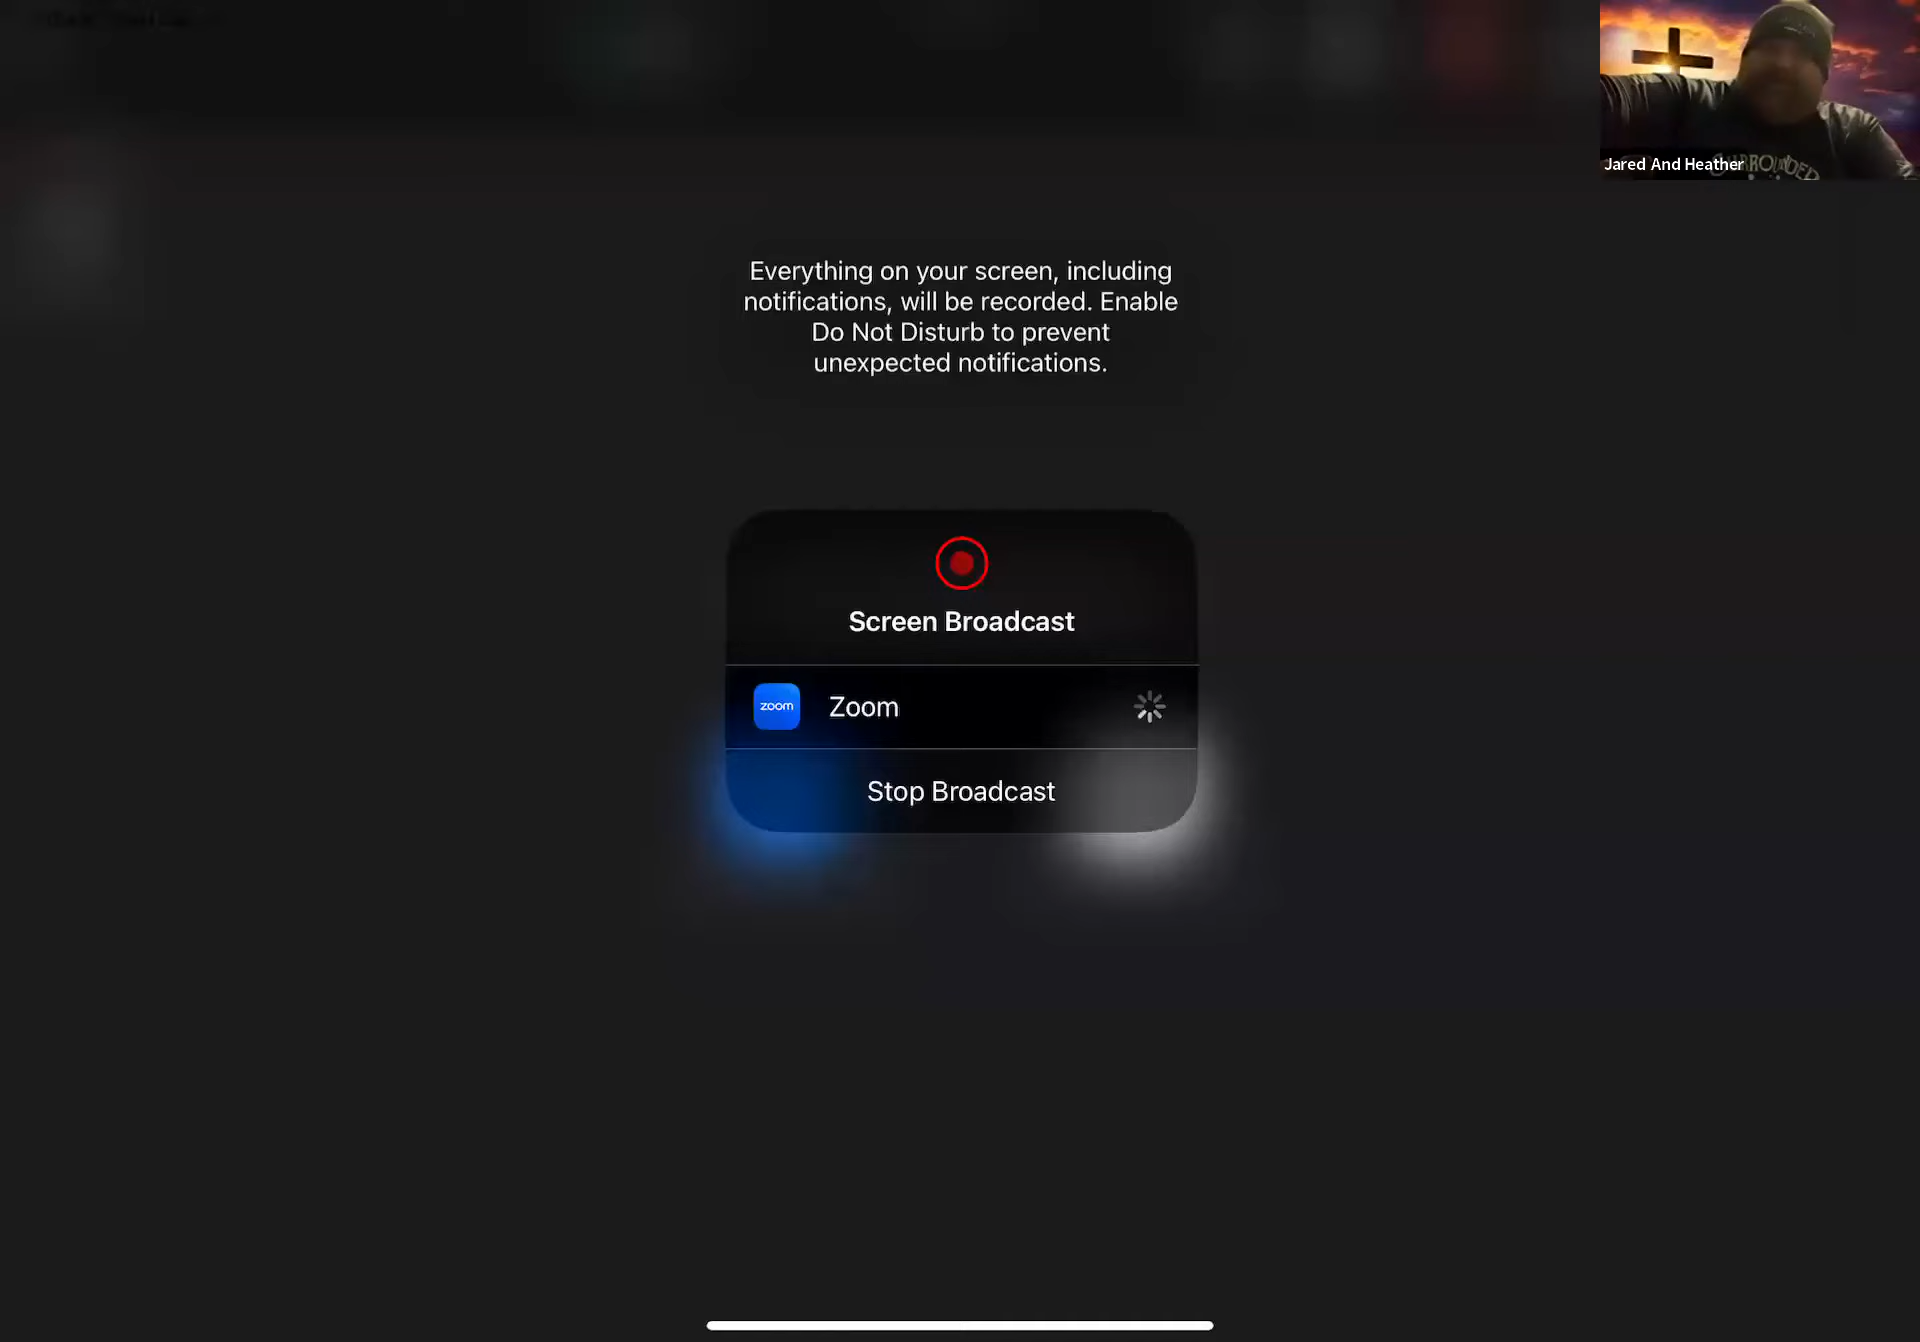 Jared And Heather
Everything on your screen, including
notifications, will be recorded. Enable
Do Not Disturb to prevent
unexpected notifications.
Screen Broadcast
zoom
Zoom
Stop Broadcast